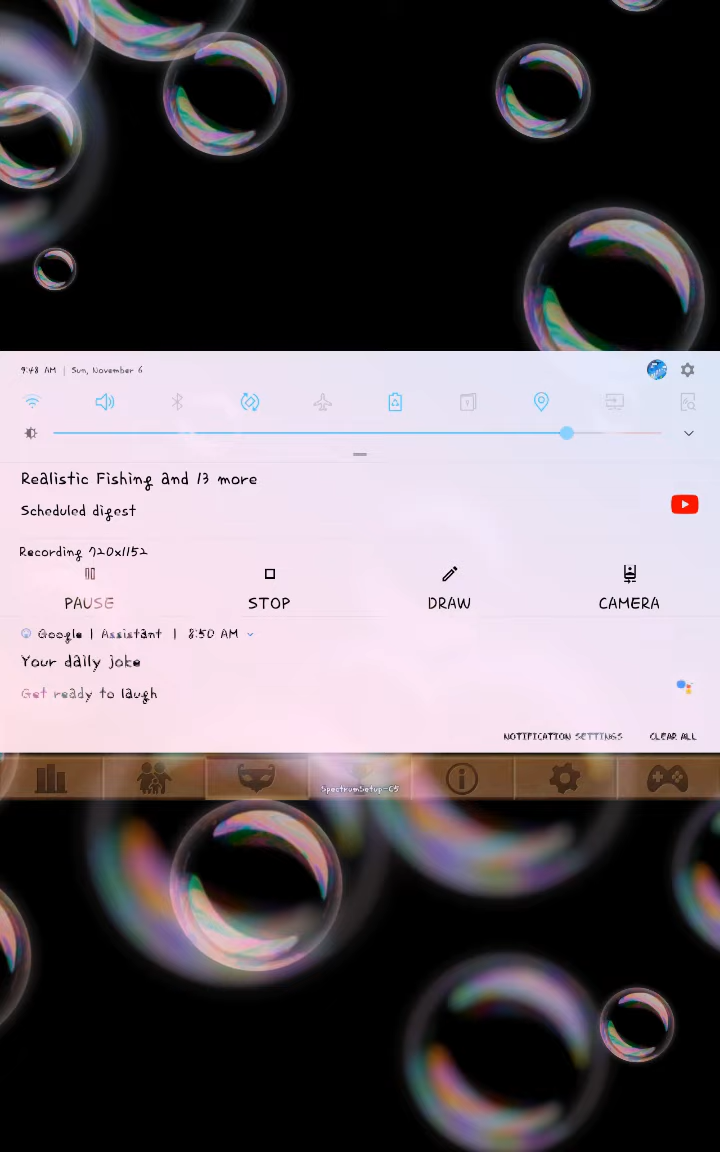 9:48 AM | Sun, November 6
Realistic Fishing and 13 more
Scheduled digest
Recording 720x1152
PAUSE STOP DRAW CAMERA
Google | Assistant | 8:50 AM
Your daily joke
Get ready to laugh
NOTIFICATION SETTINGS CLEAR ALL
SpectrumSetup-C5